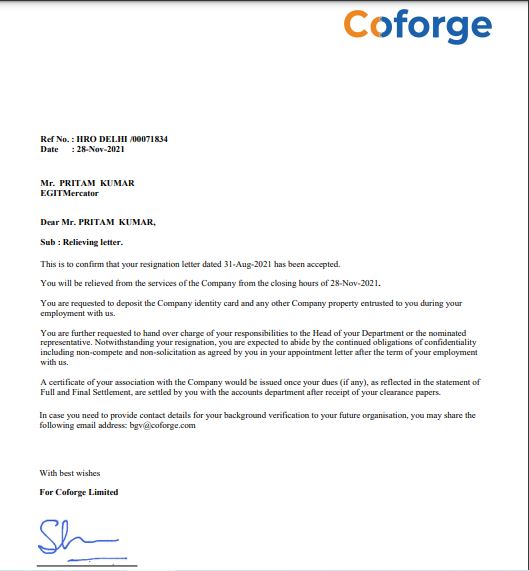 Coforge
Ref No. : HRO DELHI /00071834
Date : 28-Nov-2021
Mr. PRITAM KUMAR
EGITMercator
Dear Mr. PRITAM KUMAR,
Sub : Relieving letter.
This is to confirm that your resignation letter dated 31-Aug-2021 has been accepted.
You will be relieved from the services of the Company from the closing hours of 28-Nov-2021.
You are requested to deposit the Company identity card and any other Company property entrusted to you during your
employment with us.
You are further requested to hand over charge of your responsibilities to the Head of your Department or the nominated
representative. Notwithstanding your resignation, you are expected to abide by the continued obligations of confidentiality
including non-compete and non-solicitation as agreed by you in your appointment letter after the term of your employment
with us.
A certificate of your association with the Company would be issued once your dues (if any), as reflected in the statement of
Full and Final Settlement, are settled by you with the accounts department after receipt of your clearance papers.
In case you need to provide contact details for your background verification to your future organisation, you may share the
following email address: bgv@coforge.com
With best wishes
For Coforge Limited